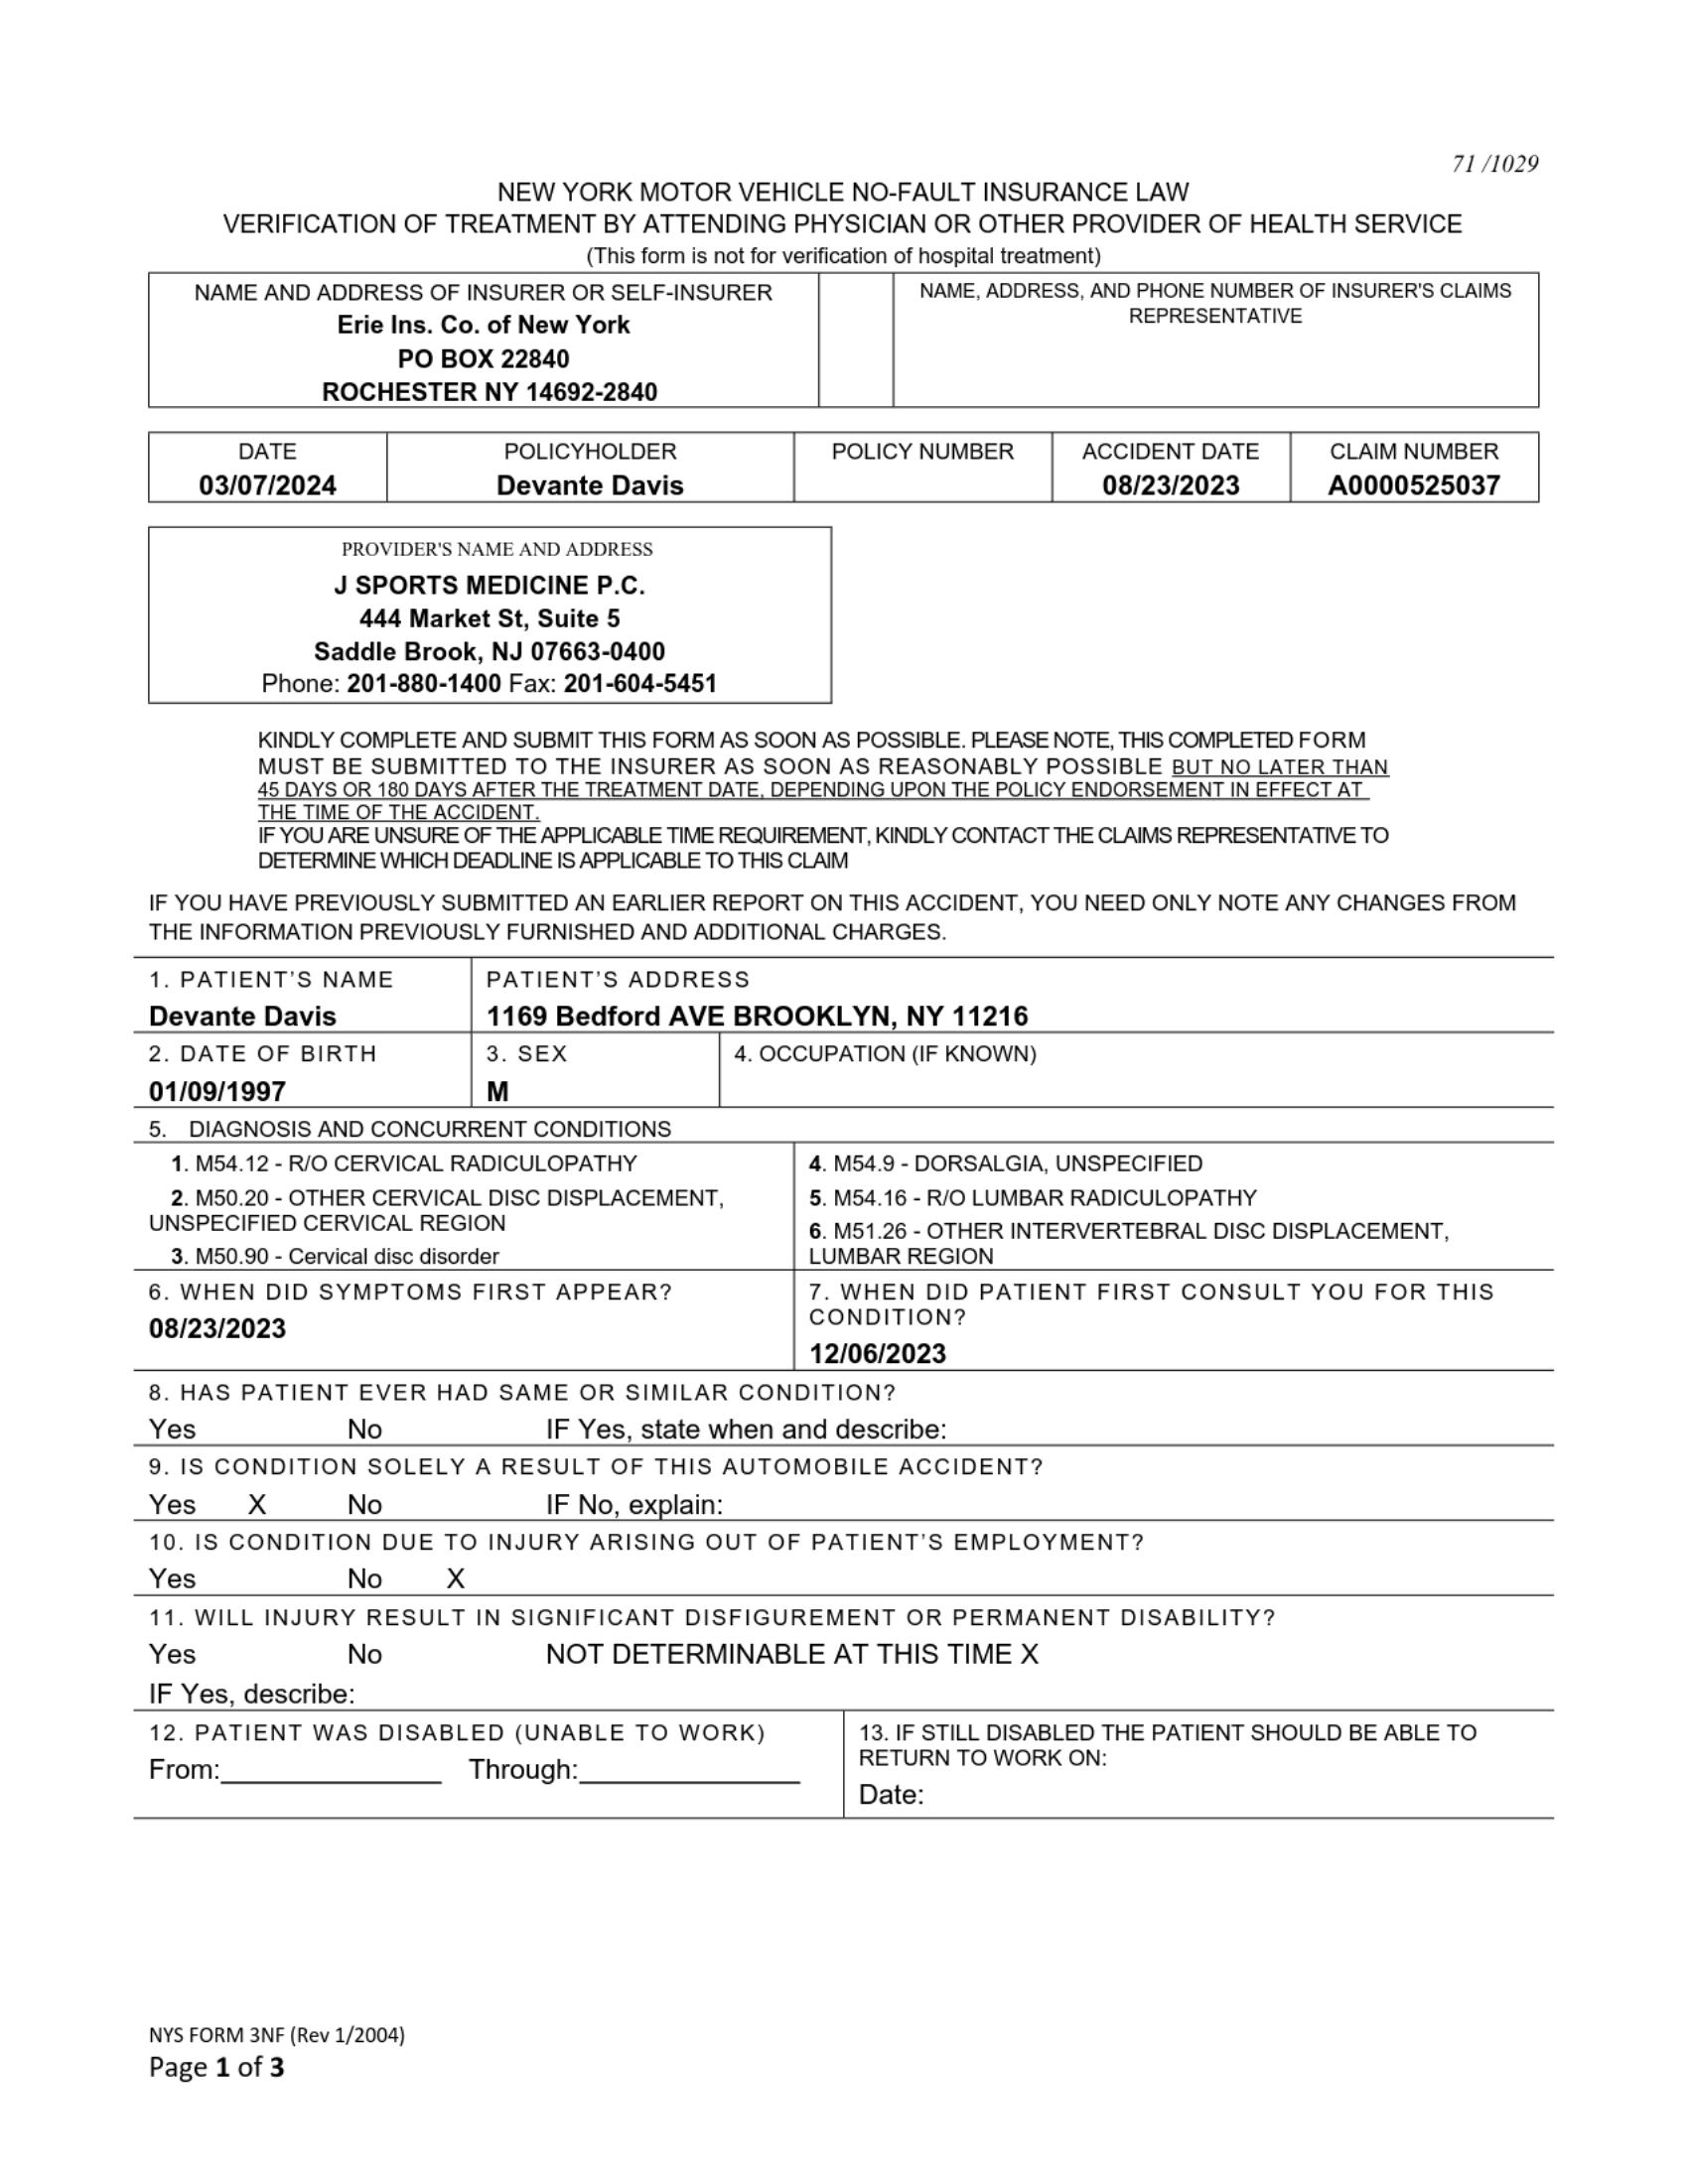 71 /1029
NEW YORK MOTOR VEHICLE NO-FAULT INSURANCE LAW
VERIFICATION OF TREATMENT BY ATTENDING PHYSICIAN OR OTHER PROVIDER OF HEALTH SERVICE
(This form is not for verification of hospital treatment)
NAME AND ADDRESS OF INSURER OR SELF-INSURER
Erie Ins. Co. of New York
PO BOX 22840
ROCHESTER NY 14692-2840
NAME, ADDRESS, AND PHONE NUMBER OF INSURER'S CLAIMS
REPRESENTATIVE
DATE
03/07/2024
POLICYHOLDER
Devante Davis
POLICY NUMBER
ACCIDENT DATE
08/23/2023
CLAIM NUMBER
A0000525037
PROVIDER'S NAME AND ADDRESS
J SPORTS MEDICINE P.C.
444 Market St, Suite 5
Saddle Brook, NJ 07663-0400
Phone: 201-880-1400 Fax: 201-604-5451
KINDLY COMPLETE AND SUBMIT THIS FORM AS SOON AS POSSIBLE. PLEASE NOTE, THIS COMPLETED FORM
MUST BE SUBMITTED TO THE INSURER AS SOON AS REASONABLY POSSIBLE BUT NO LATER THAN
45 DAYS OR 180 DAYS AFTER THE TREATMENT DATE, DEPENDING UPON THE POLICY ENDORSEMENT IN EFFECT AT
THE TIME OF THE ACCIDENT.
IF YOU ARE UNSURE OF THE APPLICABLE TIME REQUIREMENT, KINDLY CONTACT THE CLAIMS REPRESENTATIVE TO
DETERMINE WHICH DEADLINE IS APPLICABLE TO THIS CLAIM
IF YOU HAVE PREVIOUSLY SUBMITTED AN EARLIER REPORT ON THIS ACCIDENT, YOU NEED ONLY NOTE ANY CHANGES FROM
THE INFORMATION PREVIOUSLY FURNISHED AND ADDITIONAL CHARGES.
1. PATIENT’S NAME
Devante Davis
PATIENT’S ADDRESS
1169 Bedford AVE BROOKLYN, NY 11216
2. DATE OF BIRTH
01/09/1997
3. SEX
M
4. OCCUPATION (IF KNOWN)
5. DIAGNOSIS AND CONCURRENT CONDITIONS
1. M54.12 - R/O CERVICAL RADICULOPATHY
2. M50.20 - OTHER CERVICAL DISC DISPLACEMENT,
UNSPECIFIED CERVICAL REGION
3. M50.90 - Cervical disc disorder
4. M54.9 - DORSALGIA, UNSPECIFIED
5. M54.16 - R/O LUMBAR RADICULOPATHY
6. M51.26 - OTHER INTERVERTEBRAL DISC DISPLACEMENT,
LUMBAR REGION
6. WHEN DID SYMPTOMS FIRST APPEAR?
08/23/2023
7. WHEN DID PATIENT FIRST CONSULT YOU FOR THIS
CONDITION?
12/06/2023
8. HAS PATIENT EVER HAD SAME OR SIMILAR CONDITION?
Yes No IF Yes, state when and describe:
9. IS CONDITION SOLELY A RESULT OF THIS AUTOMOBILE ACCIDENT?
Yes X No IF No, explain:
10. IS CONDITION DUE TO INJURY ARISING OUT OF PATIENT’S EMPLOYMENT?
Yes No X
11. WILL INJURY RESULT IN SIGNIFICANT DISFIGUREMENT OR PERMANENT DISABILITY?
Yes No NOT DETERMINABLE AT THIS TIME X
IF Yes, describe:
12. PATIENT WAS DISABLED (UNABLE TO WORK)
From:________________ Through:________________
13. IF STILL DISABLED THE PATIENT SHOULD BE ABLE TO
RETURN TO WORK ON:
Date:
NYS FORM 3NF (Rev 1/2004)
Page 1 of 3